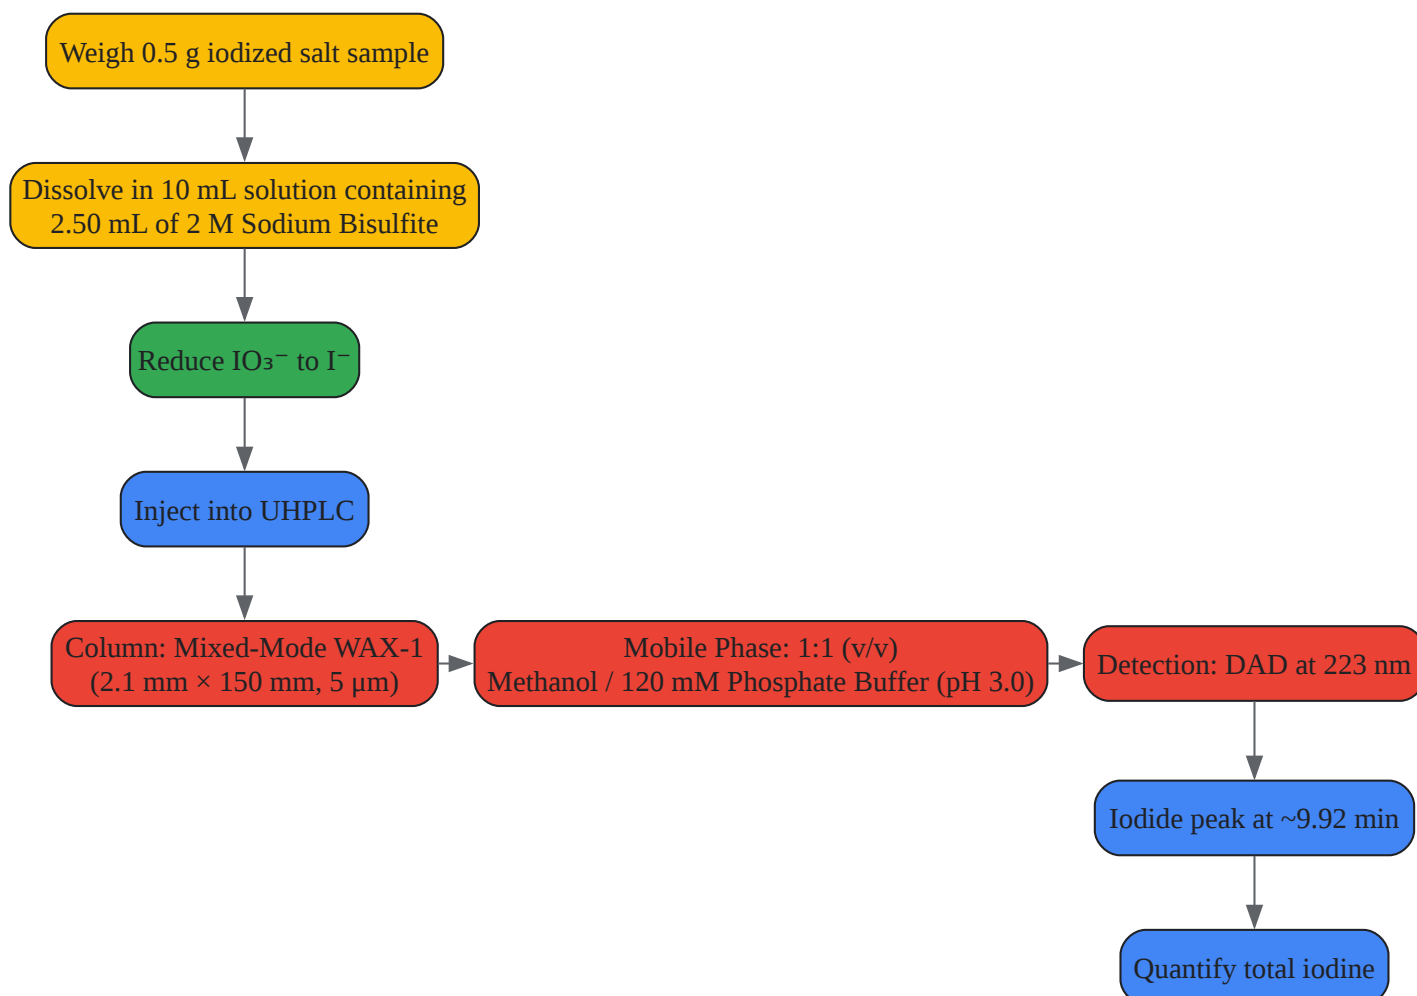 Weigh 0.5 g iodized salt sample
Dissolve in 10 mL solution containing
2.50 mL of 2 M Sodium Bisulfite
Reduce IO₃⁻ to I⁻
Inject into UHPLC
Column: Mixed-Mode WAX-1
(2.1 mm × 150 mm, 5 μm)
Mobile Phase: 1:1 (v/v)
Methanol / 120 mM Phosphate Buffer (pH 3.0)
Detection: DAD at 223 nm
Iodide peak at ~9.92 min
Quantify total iodine